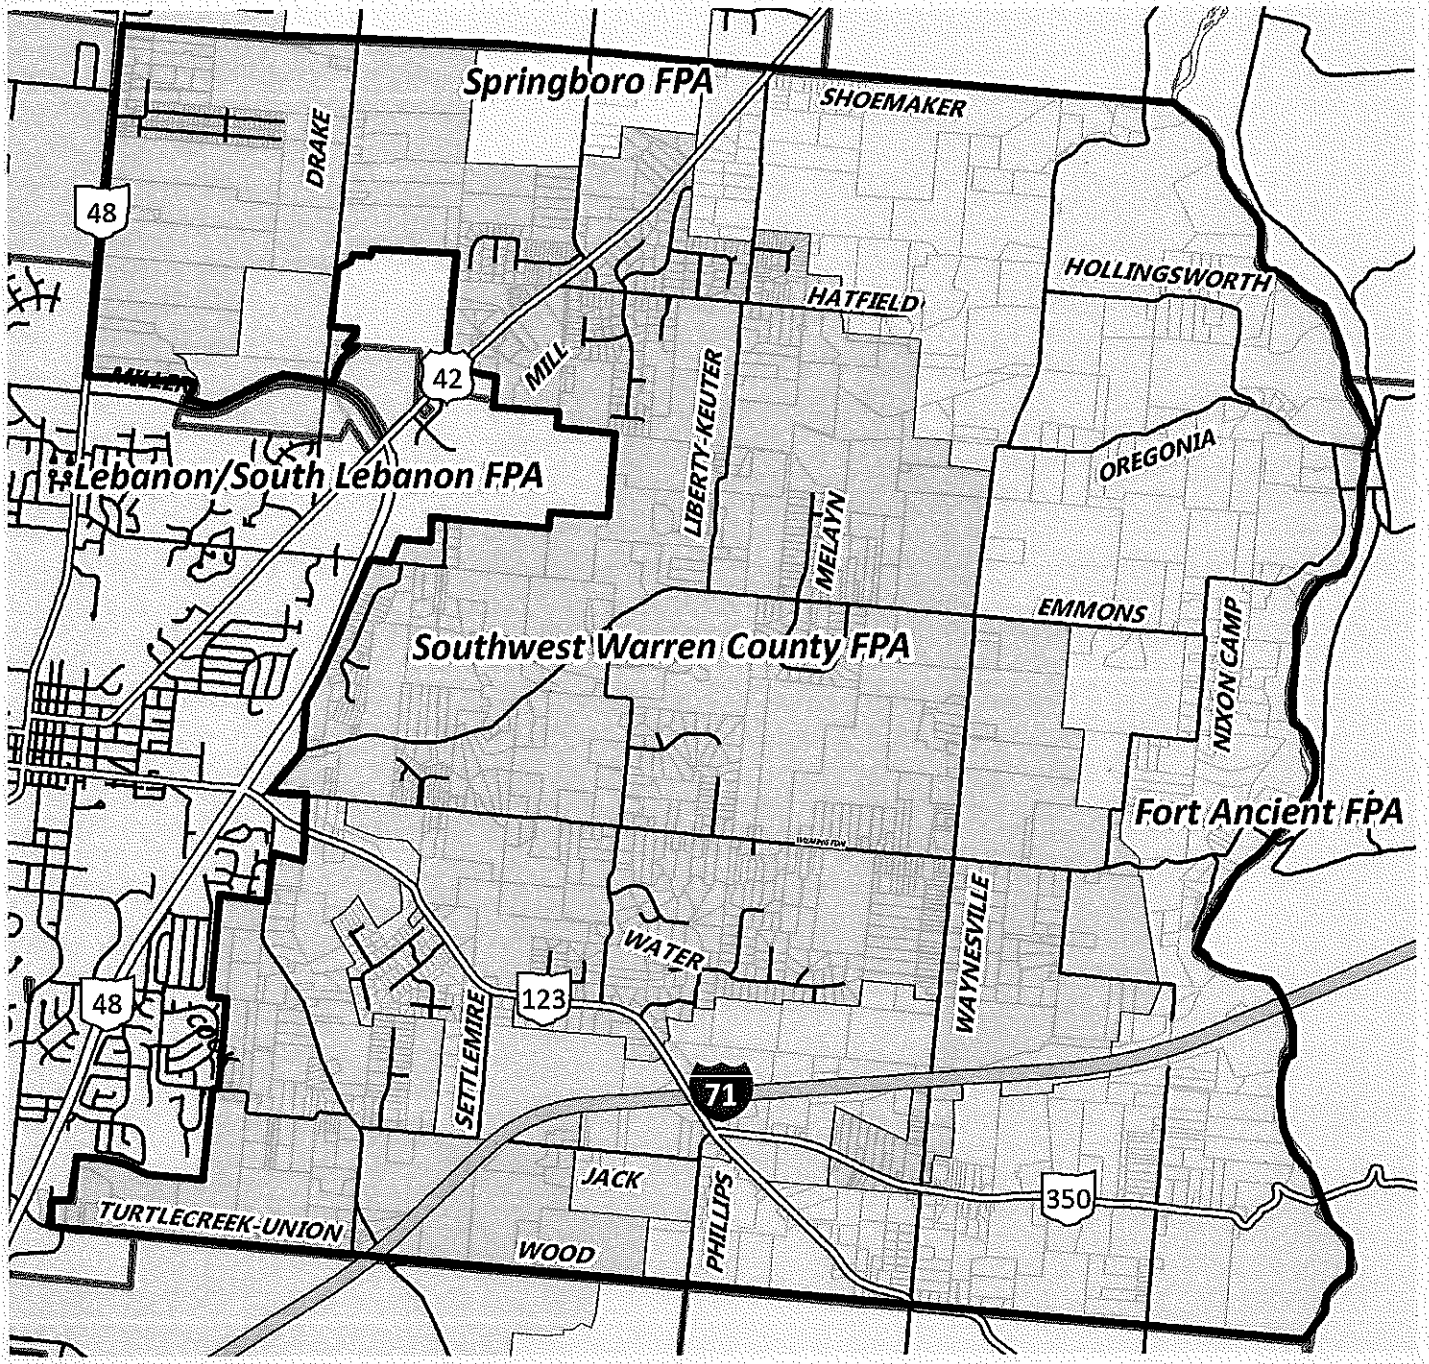 Springboro FPA
SHOEMAKER
DRAKE
48
HOLLINGSWORTH
HATFIELD
MILLER
42
MILL
LIBERTY-KEUTER
OREGONIA
Lebanon/South Lebanon FPA
MELAYN
EMMONS
NIXON CAMP
Southwest Warren County FPA
Fort Ancient FPA
WILMINGTON
WAYNESVILLE
WATER
48
123
SETTLEMIRE
71
JACK
PHILLIPS
350
TURTLECREEK-UNION
WOOD